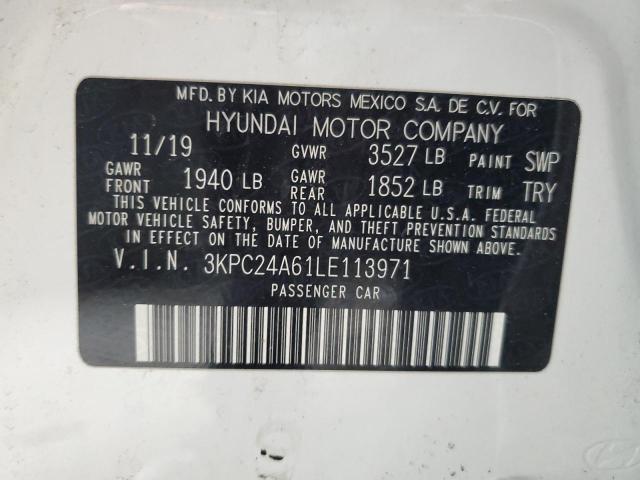 MFD. BY KIA MOTORS MEXICO S.A. DE C.V. FOR
HYUNDAI MOTOR COMPANY
11/19 GVWR 3527 LB PAINT SWP
GAWR FRONT 1940 LB GAWR REAR 1852 LB TRIM TRY
THIS VEHICLE CONFORMS TO ALL APPLICABLE U.S.A. FEDERAL
MOTOR VEHICLE SAFETY, BUMPER, AND THEFT PREVENTION STANDARDS
IN EFFECT ON THE DATE OF MANUFACTURE SHOWN ABOVE.
V.I.N. 3KPC24A61LE113971
PASSENGER CAR